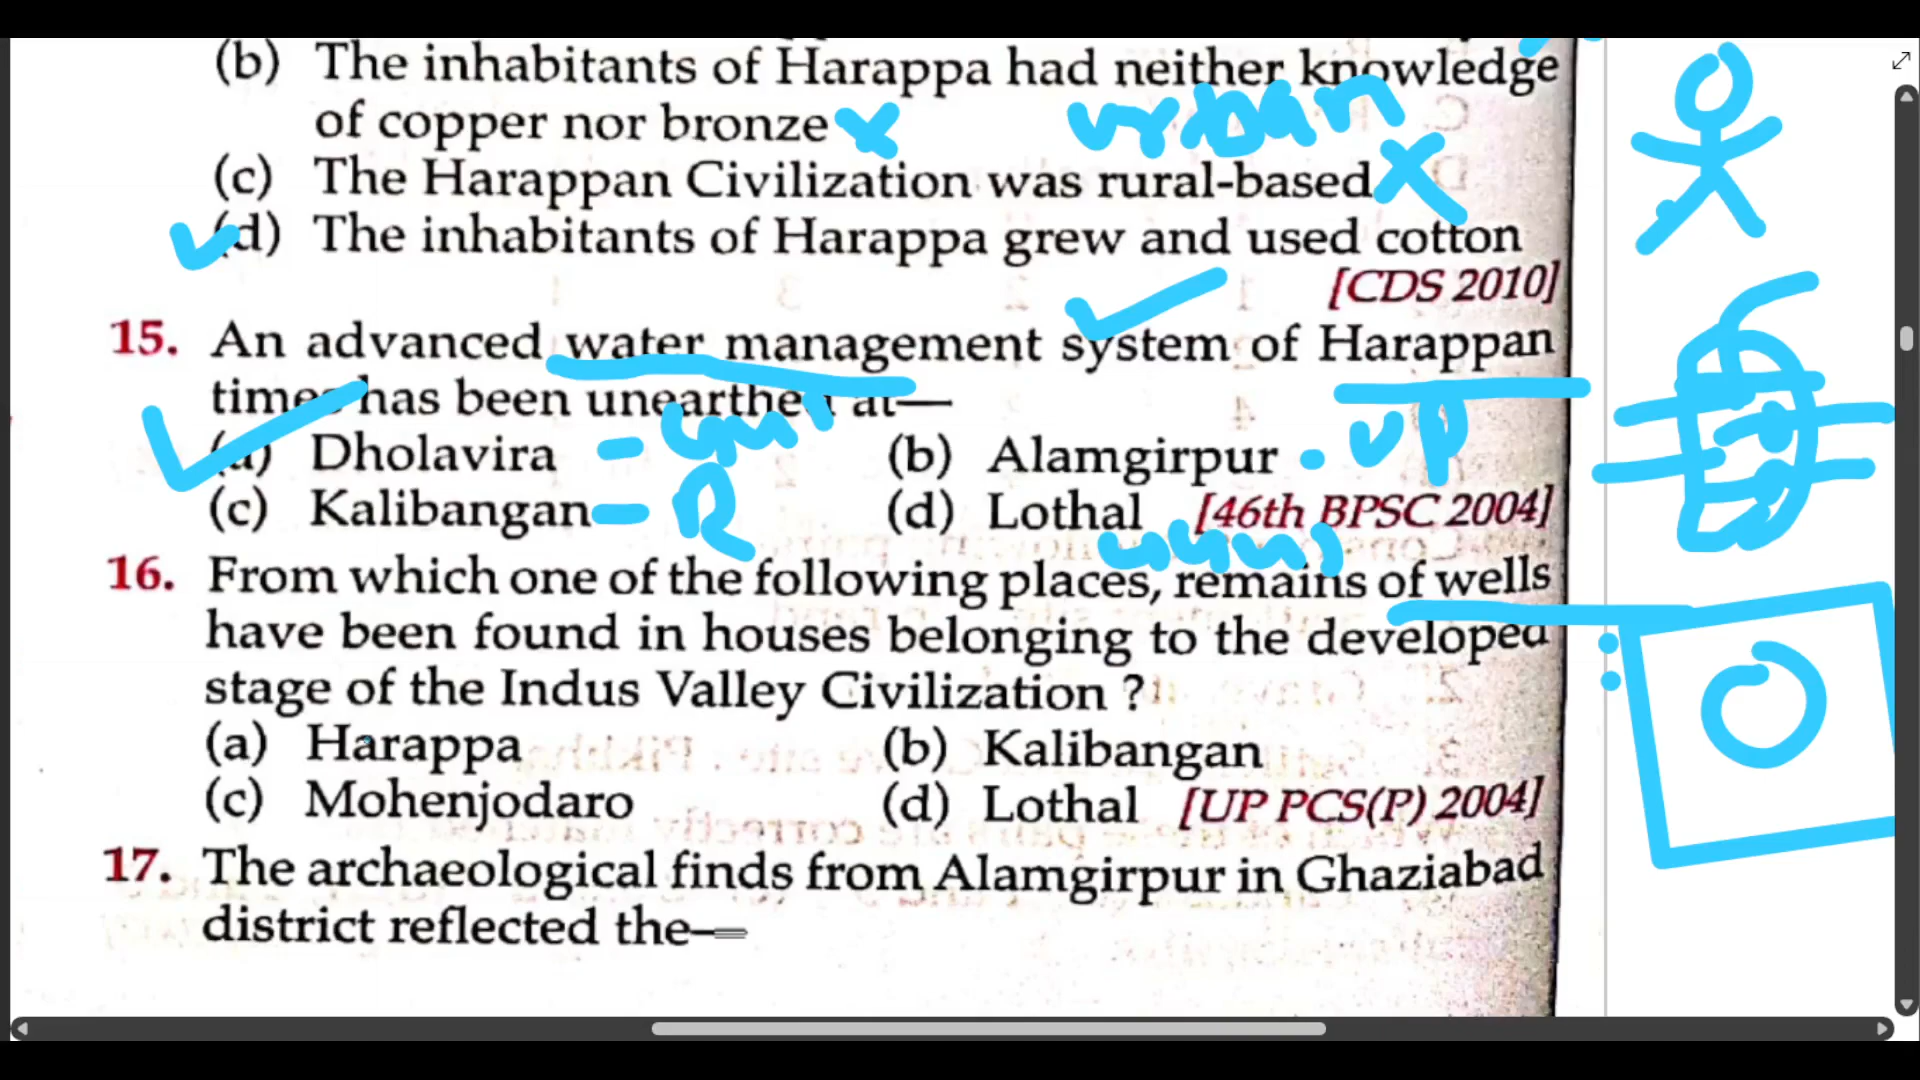 (b) The inhabitants of Harappa had neither knowledge
of copper nor bronze
urban
(c) The Harappan Civilization was rural-based
(d) The inhabitants of Harappa grew and used cotton
[CDS 2010]
15. An advanced water management system of Harappan
times has been unearthed at—
(a) Dholavira - Guj (b) Alamgirpur . UP
(c) Kalibangan - R (d) Lothal [46th BPSC 2004]
16. From which one of the following places, remains of wells
have been found in houses belonging to the developed
stage of the Indus Valley Civilization ?
(a) Harappa (b) Kalibangan
(c) Mohenjodaro (d) Lothal [UP PCS(P) 2004]
17. The archaeological finds from Alamgirpur in Ghaziabad
district reflected the—